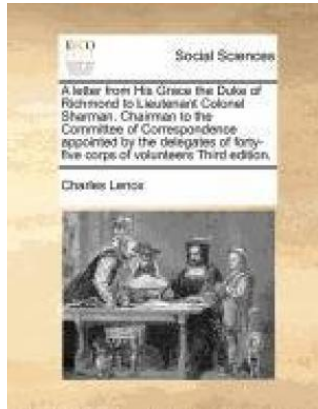 ECCO
Social Sciences
A letter from His Grace the Duke of
Richmond to Lieutenant Colonel
Sharman. Chairman to the
Committee of Correspondence
appointed by the delegates of forty-
five corps of volunteers Third edition.
Charles Lenox